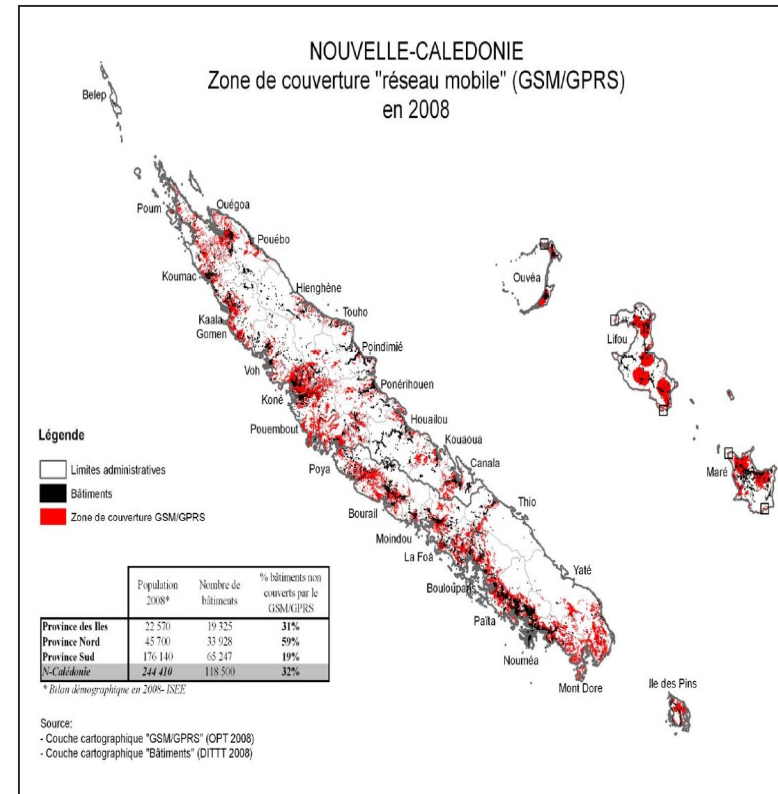 NOUVELLE-CALEDONIE
Zone de couverture "réseau mobile" (GSM/GPRS)
en 2008
Belep
Poum
Ouégoa
Pouébo
Koumac
Hienghène
Kaala
Gomen
Touho
Voh
Poindimié
Koné
Ponérihouen
Pouembout
Houailou
Kouaoua
Poya
Canala
Bourail
Thio
Moindou
La Foà
Yaté
Bouloupari
Païta
Nouméa
Mont Dore
Ile des Pins
Ouvéa
Lifou
Maré
Légende
Limites administratives
Bâtiments
Zone de couverture GSM/GPRS
Population 2008* Nombre de bâtiments % bâtiments non couverts par le GSM/GPRS
Province des Iles 22 570 19 325 31%
Province Nord 45 700 33 928 59%
Province Sud 176 140 65 247 19%
N-Calédonie 244 410 118 500 32%
* Bilan démographique en 2008- ISEE
Source:
- Couche cartographique "GSM/GPRS" (OPT 2008)
- Couche cartographique "Bâtiments" (DITTT 2008)